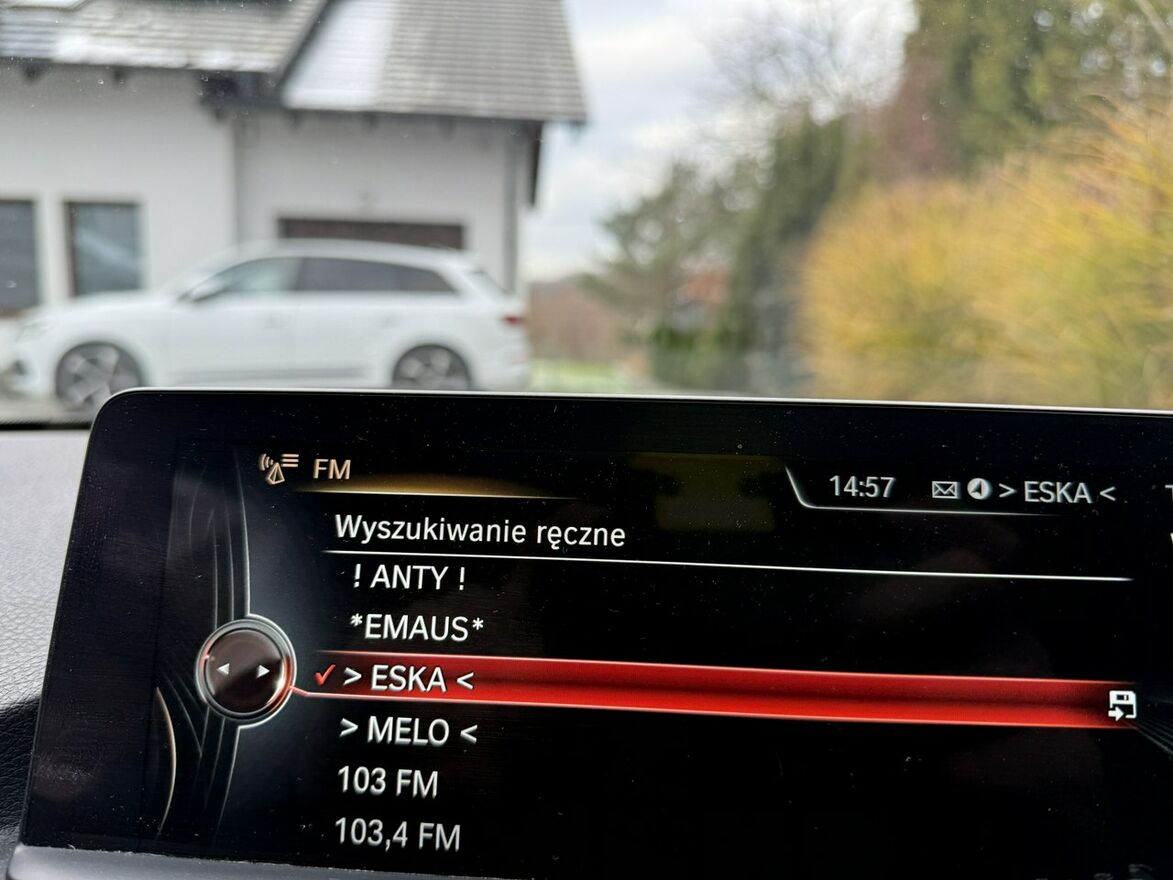 FM
14:57 > ESKA <
Wyszukiwanie ręczne
! ANTY !
*EMAUS*
✓ > ESKA <
> MELO <
103 FM
103,4 FM